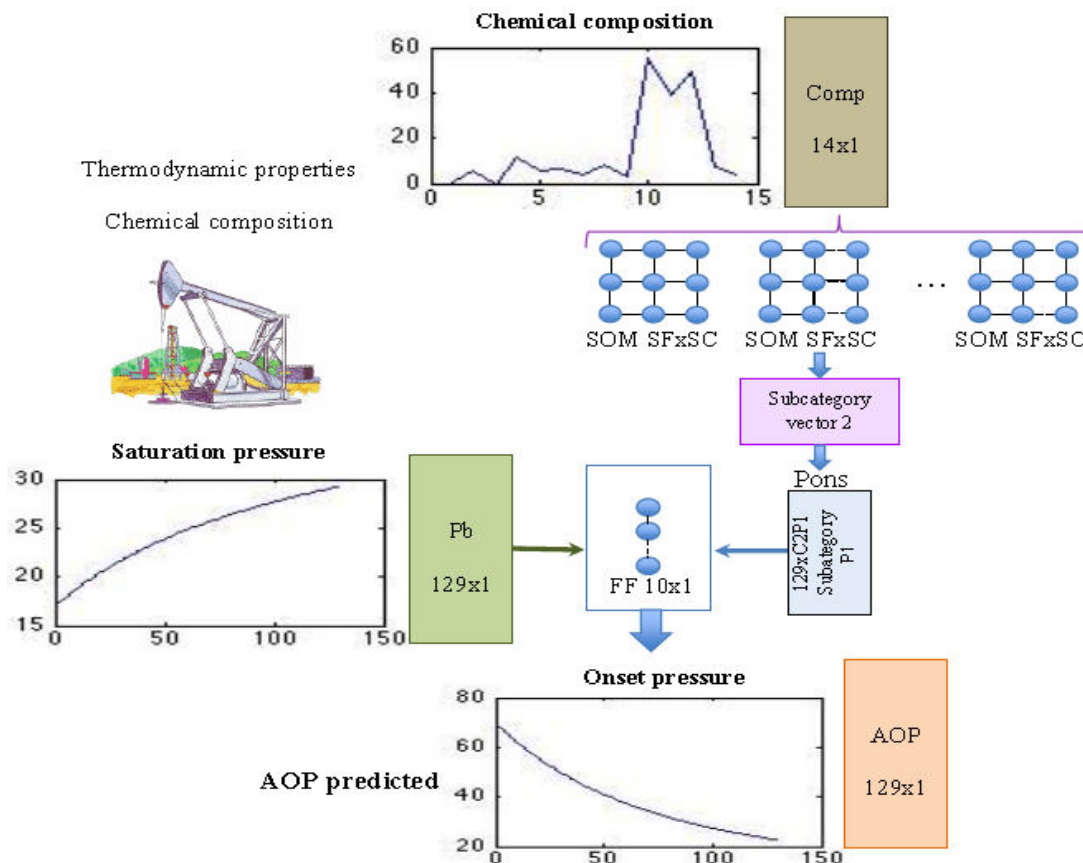 Chemical composition
60
40
20
0
0
5
10
15
Comp
14x1
Thermodynamic properties
Chemical composition
SOM SFxSC
SOM SFxSC
...
SOM SFxSC
Subcategory
vector 2
Saturation pressure
30
25
20
15
0
50
100
150
Pb
129x1
FF 10x1
Pons
129xC2P1
Subategory
P1
Onset pressure
80
60
40
20
0
50
100
150
AOP predicted
AOP
129x1